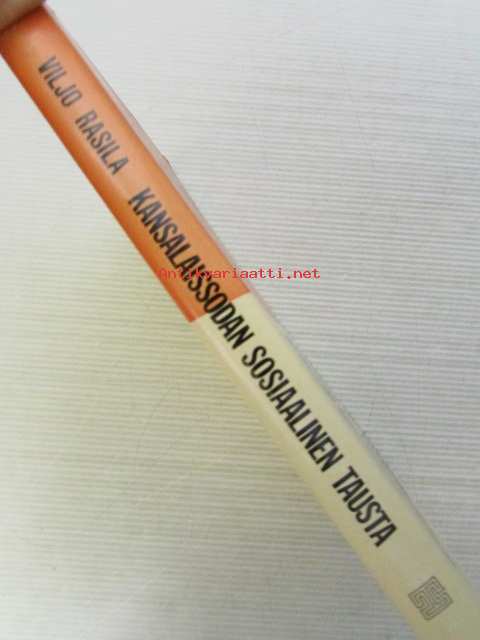 VILJO RASILA KANSALAISSODAN SOSIAALINEN TAUSTA
Antikvariaatti.net